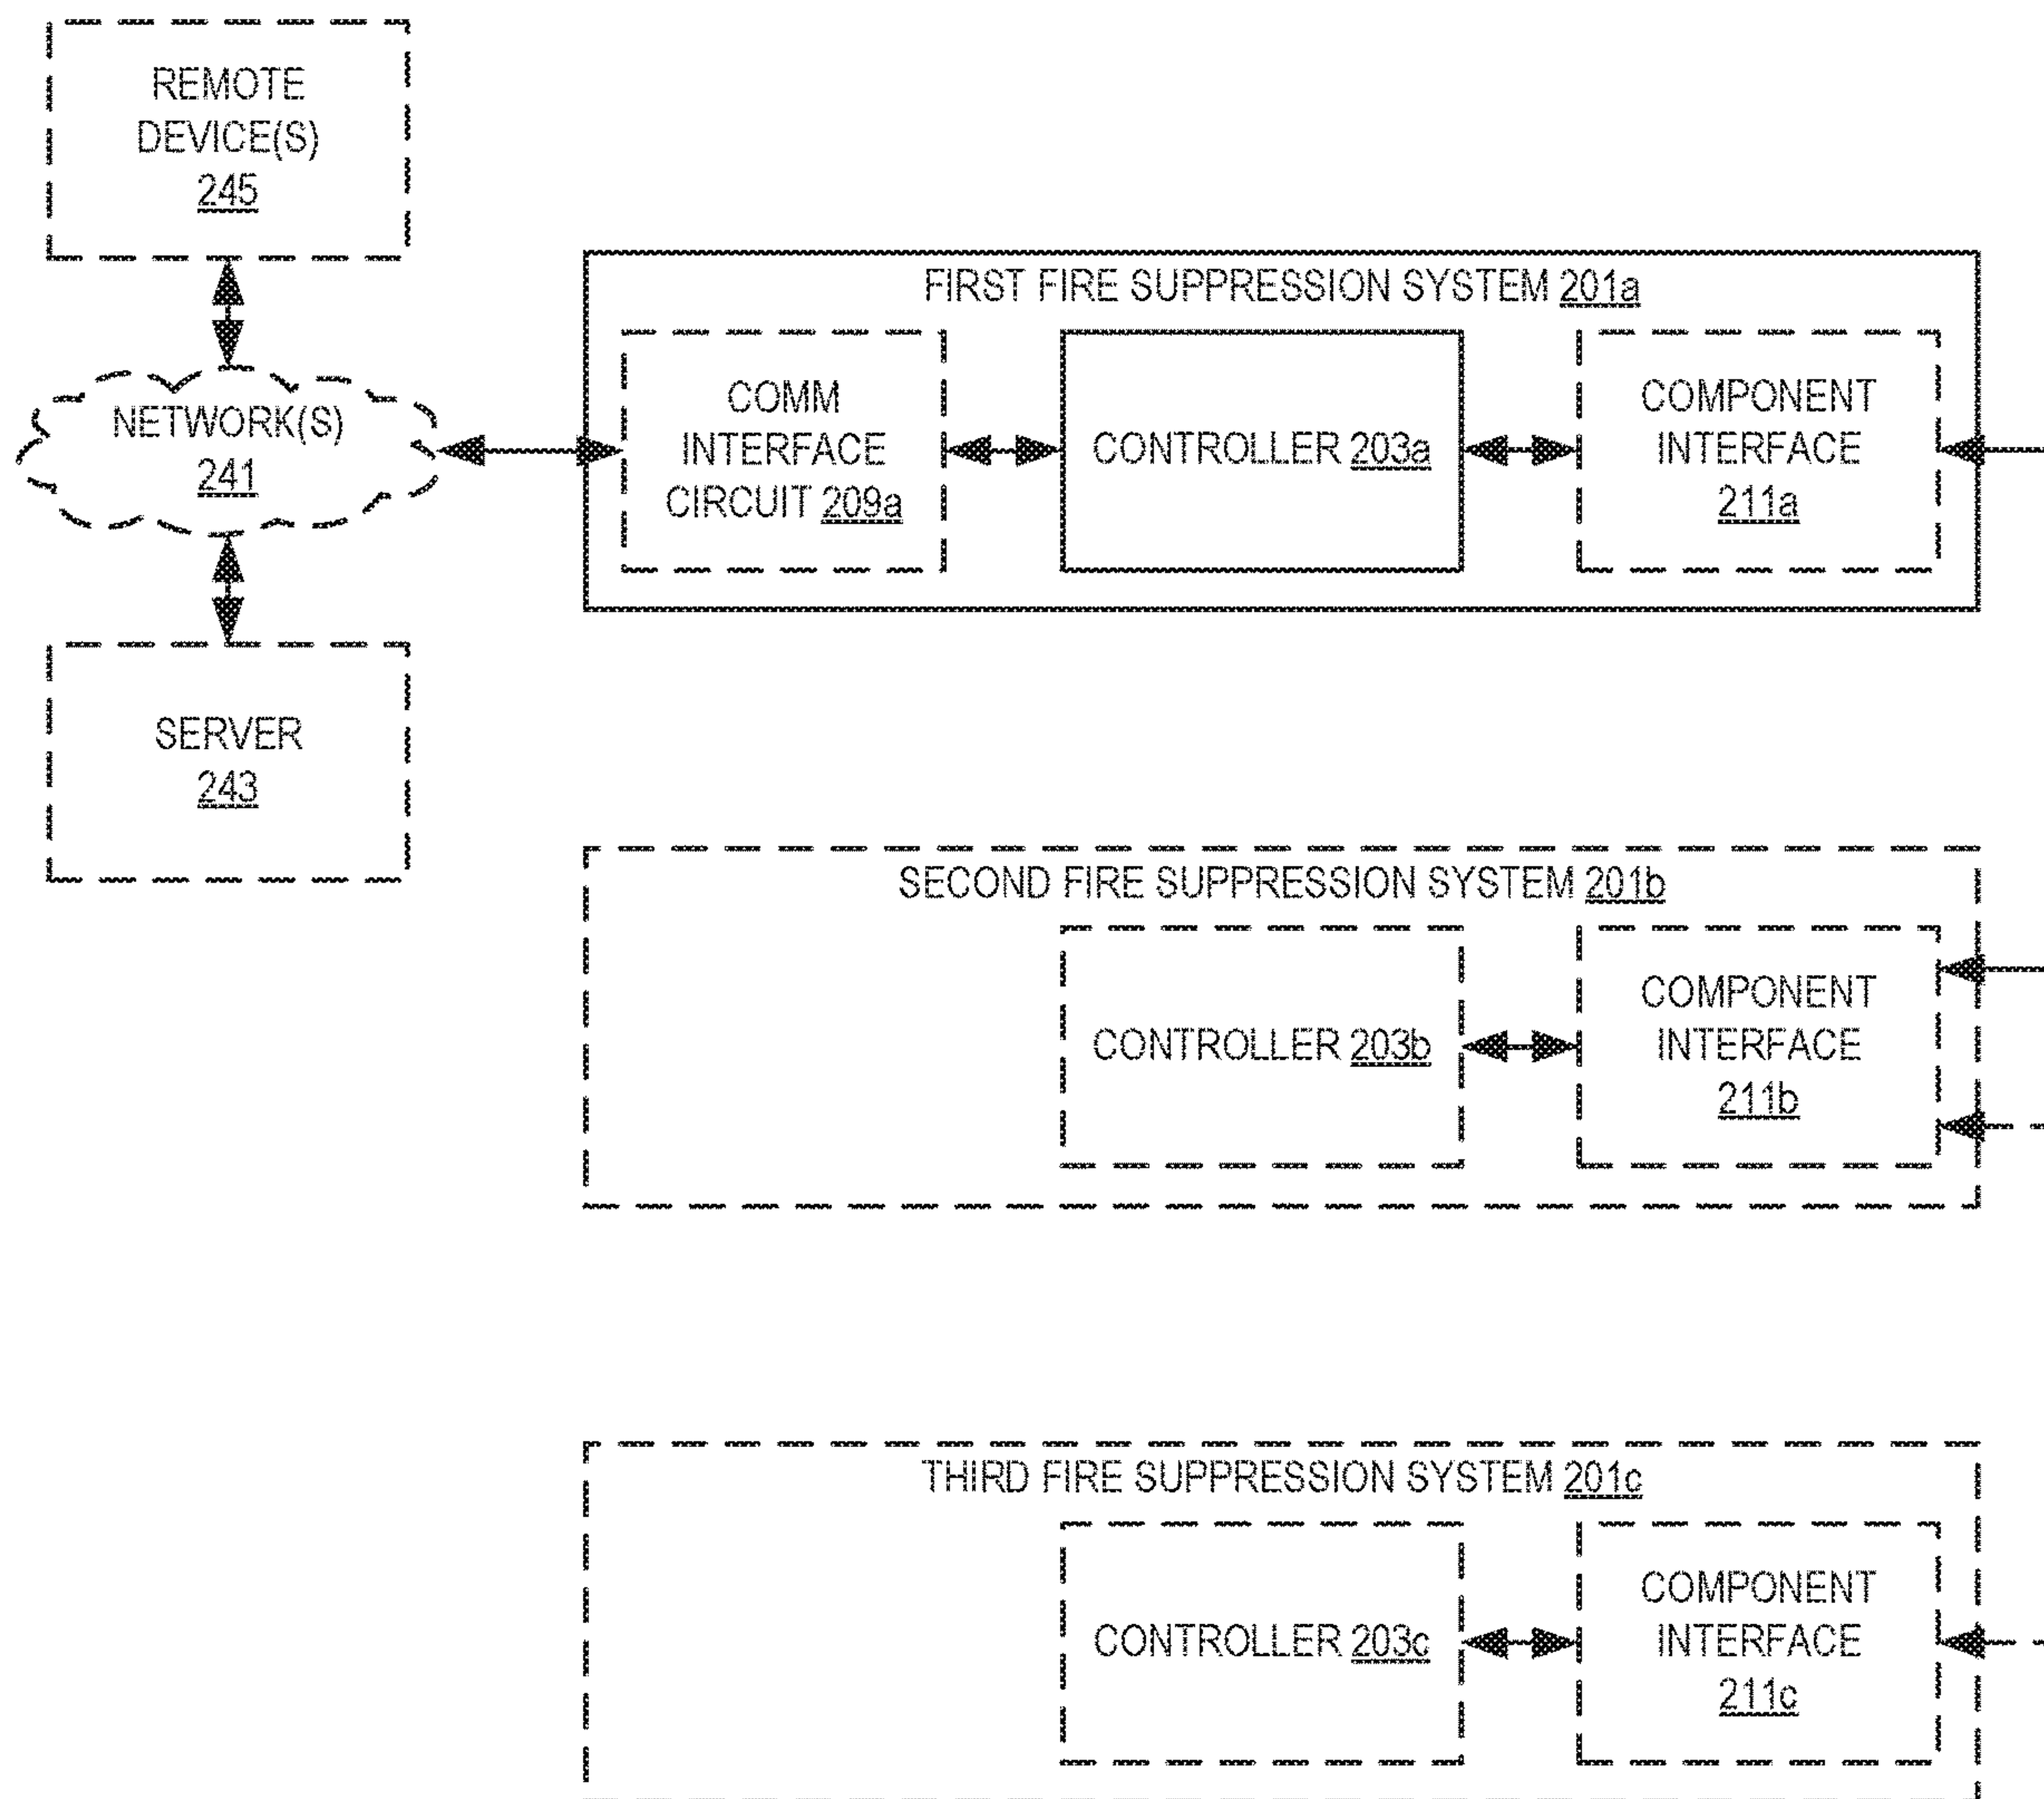 REMOTE
DEVICE(S)
245
NETWORK(S)
241
SERVER
243
FIRST FIRE SUPPRESSION SYSTEM 201a
COMM
INTERFACE
CIRCUIT 209a
CONTROLLER 203a
COMPONENT
INTERFACE
211a
SECOND FIRE SUPPRESSION SYSTEM 201b
CONTROLLER 203b
COMPONENT
INTERFACE
211b
THIRD FIRE SUPPRESSION SYSTEM 201c
CONTROLLER 203c
COMPONENT
INTERFACE
211c